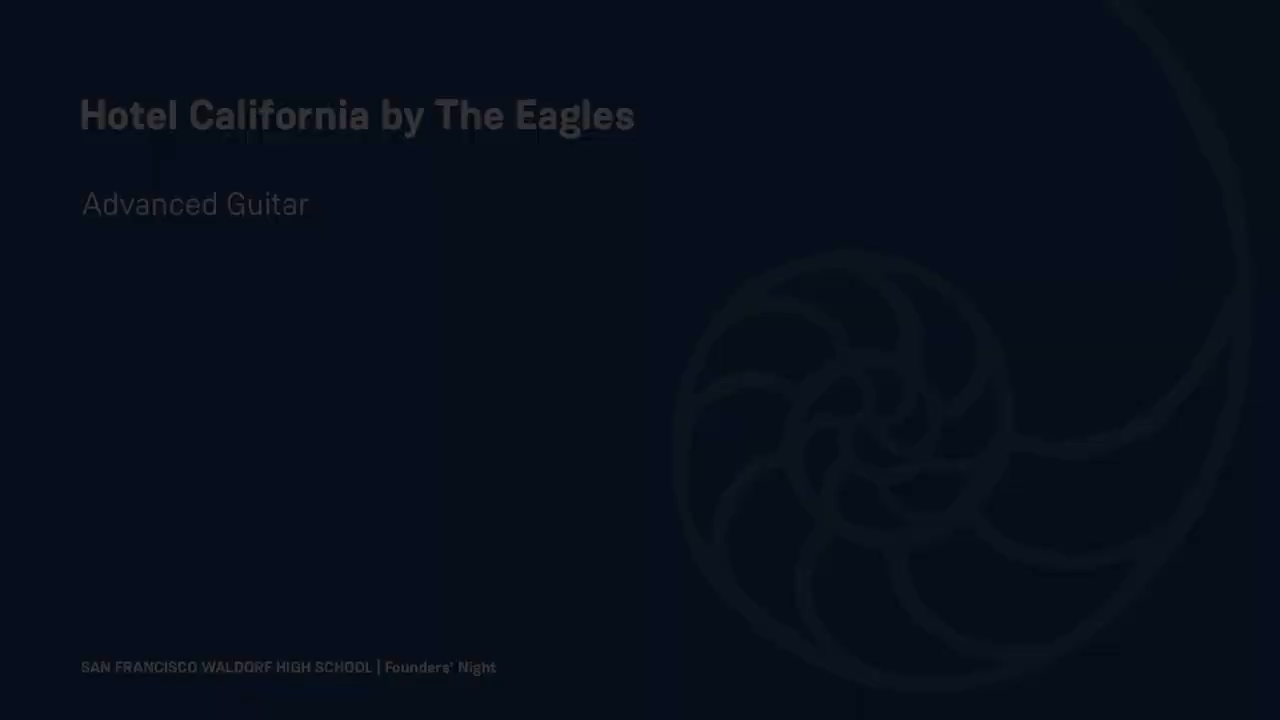 Hotel California by The Eagles
Advanced Guitar
SAN FRANCISCO WALDORF HIGH SCHOOL | Founders' Night